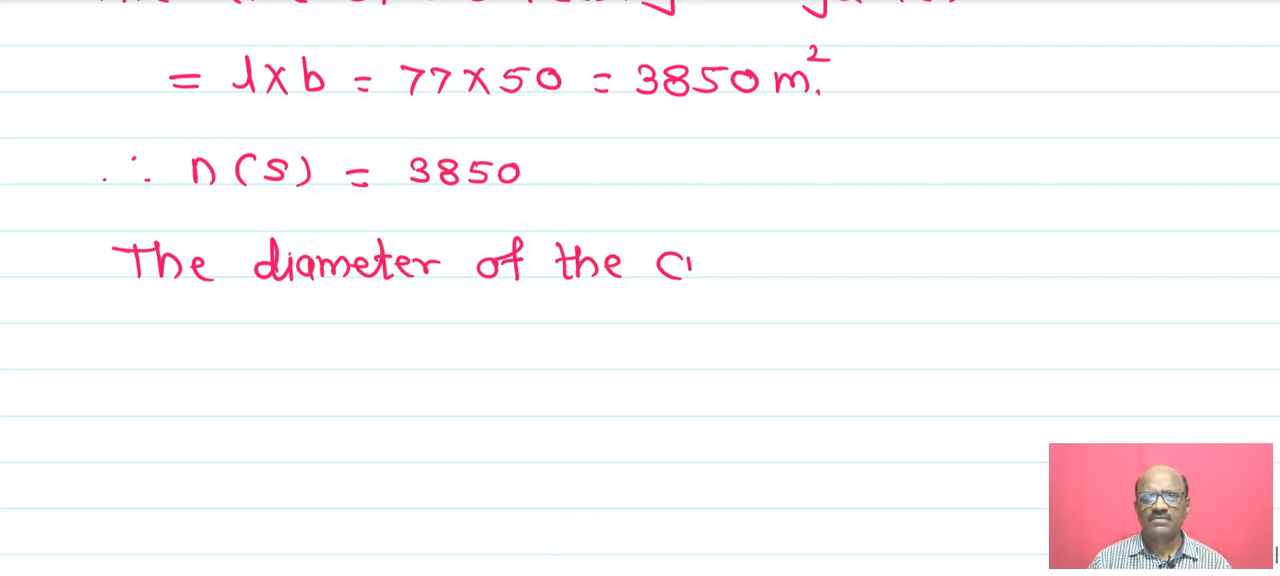 = l×b = 77×50 = 3850 m².
∴ n(S) = 3850
The diameter of the